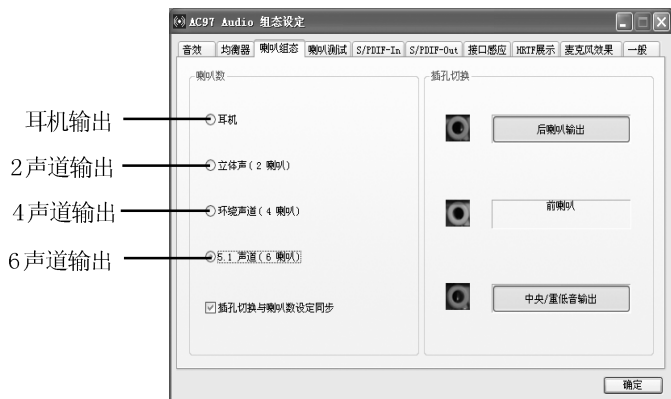 AC97 Audio 组态设定
音效 均衡器 喇叭组态 喇叭测试 S/PDIF-In S/PDIF-Out 接口感应 HRTF展示 麦克风效果 一般
喇叭数
插孔切换
耳机输出
耳机
后喇叭输出
2声道输出
立体声(2 喇叭)
4声道输出
环绕声道(4 喇叭)
前喇叭
6声道输出
5.1 声道(6 喇叭)
中央/重低音输出
插孔切换与喇叭数设定同步
确定